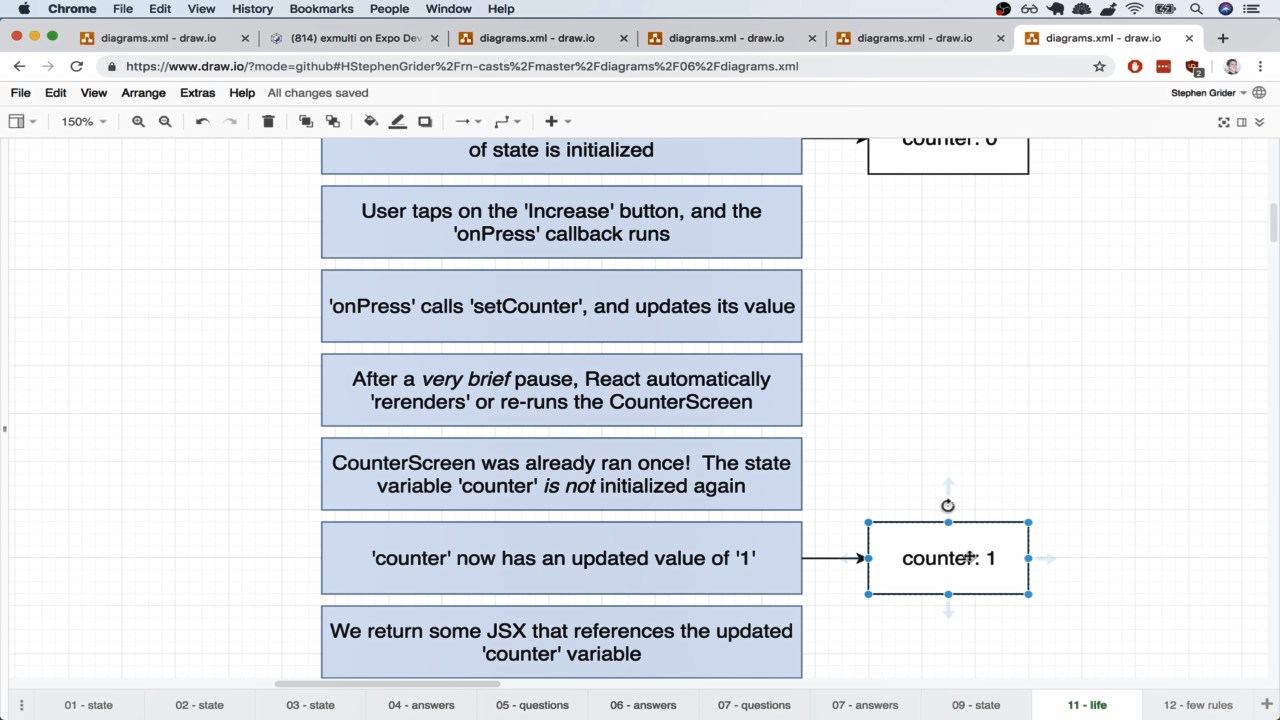 Chrome File Edit View History Bookmarks People Window Help
diagrams.xml - draw.io (814) exmulti on Expo Dev diagrams.xml - draw.io diagrams.xml - draw.io diagrams.xml - draw.io diagrams.xml - draw.io
https://www.draw.io/?mode=github#HStephenGrider%2Frn-casts%2Fmaster%2Fdiagrams%2F06%2Fdiagrams.xml
2
File Edit View Arrange Extras Help All changes saved
Stephen Grider
150%
of state is initialized
counter: 0
User taps on the 'Increase' button, and the
'onPress' callback runs
'onPress' calls 'setCounter', and updates its value
After a very brief pause, React automatically
'rerenders' or re-runs the CounterScreen
CounterScreen was already ran once! The state
variable 'counter' is not initialized again
'counter' now has an updated value of '1'
counter: 1
We return some JSX that references the updated
'counter' variable
01 - state 02 - state 03 - state 04 - answers 05 - questions 06 - answers 07 - questions 07 - answers 09 - state 11 - life 12 - few rules